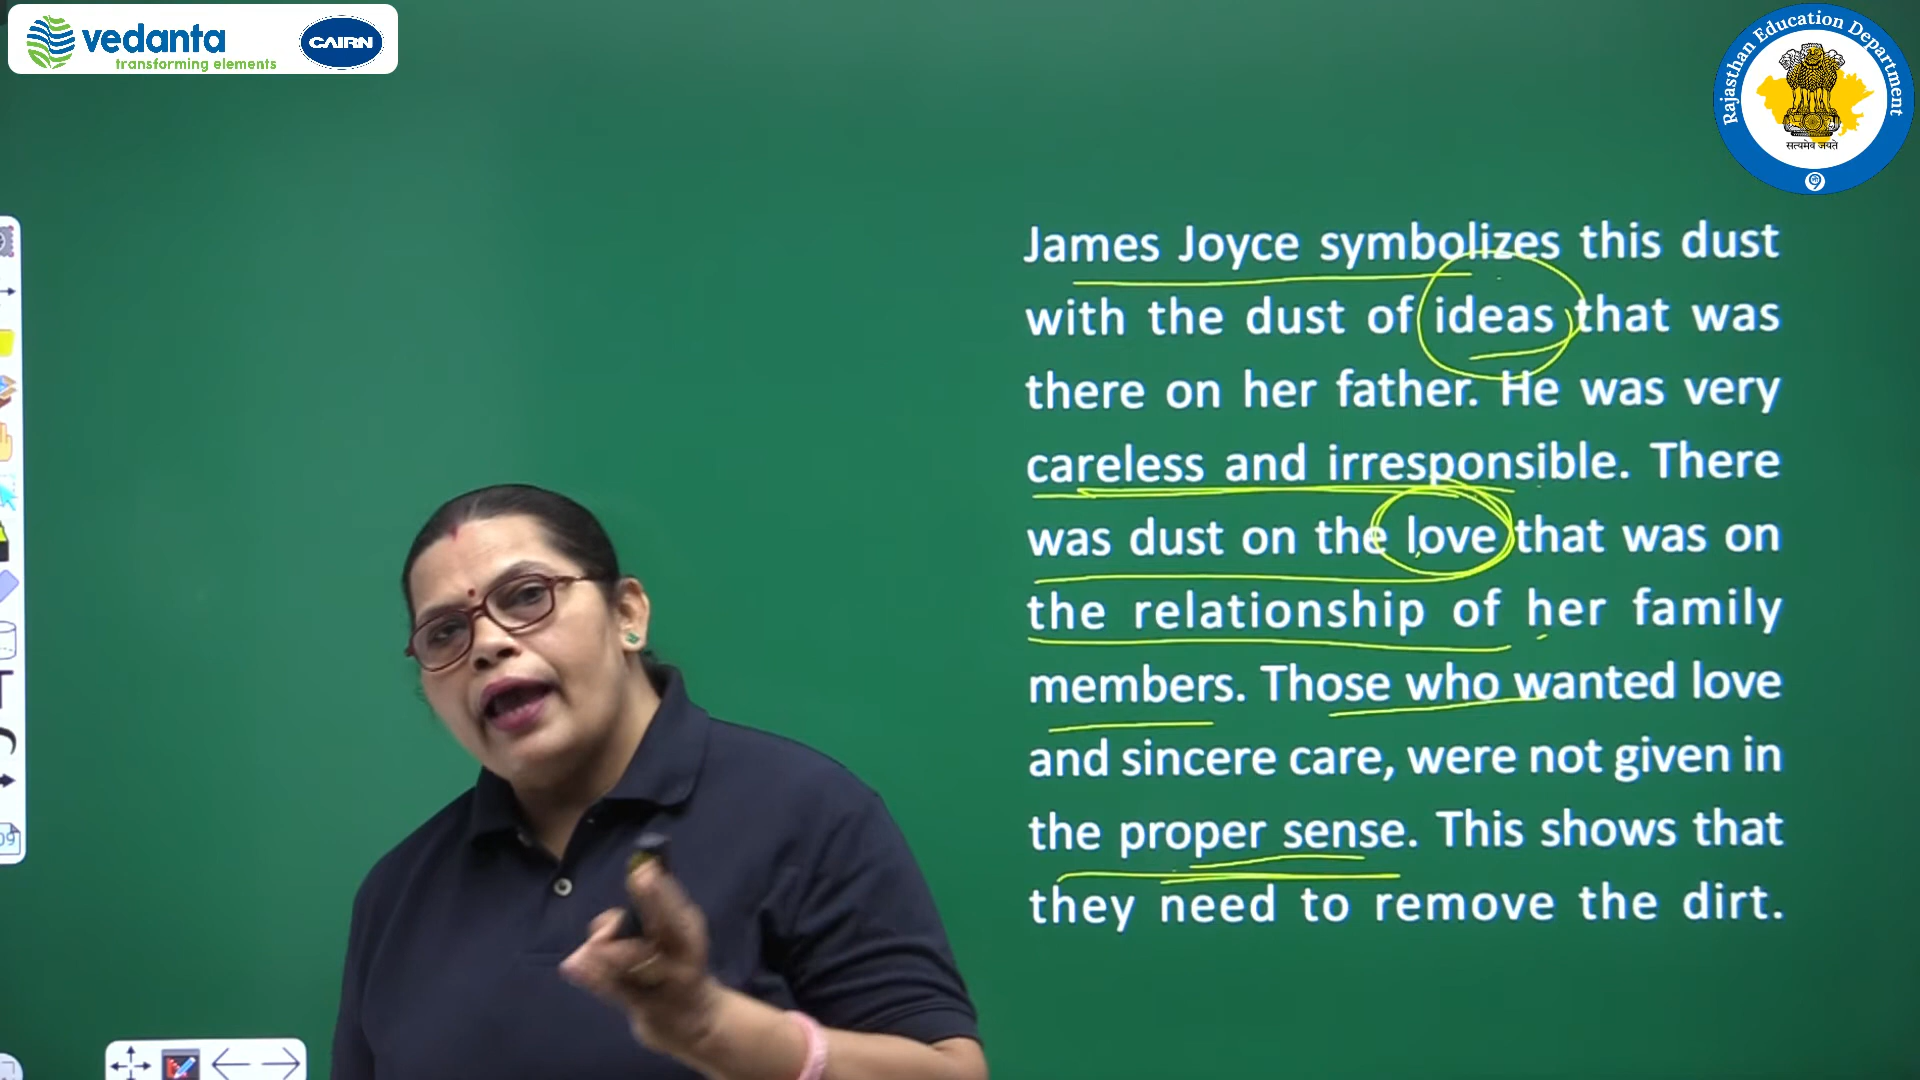 vedanta
transforming elements
CAIRN
Rajasthan Education Department
सत्यमेव जयते
James Joyce symbolizes this dust
with the dust of ideas that was
there on her father. He was very
careless and irresponsible. There
was dust on the love that was on
the relationship of her family
members. Those who wanted love
and sincere care, were not given in
the proper sense. This shows that
they need to remove the dirt.